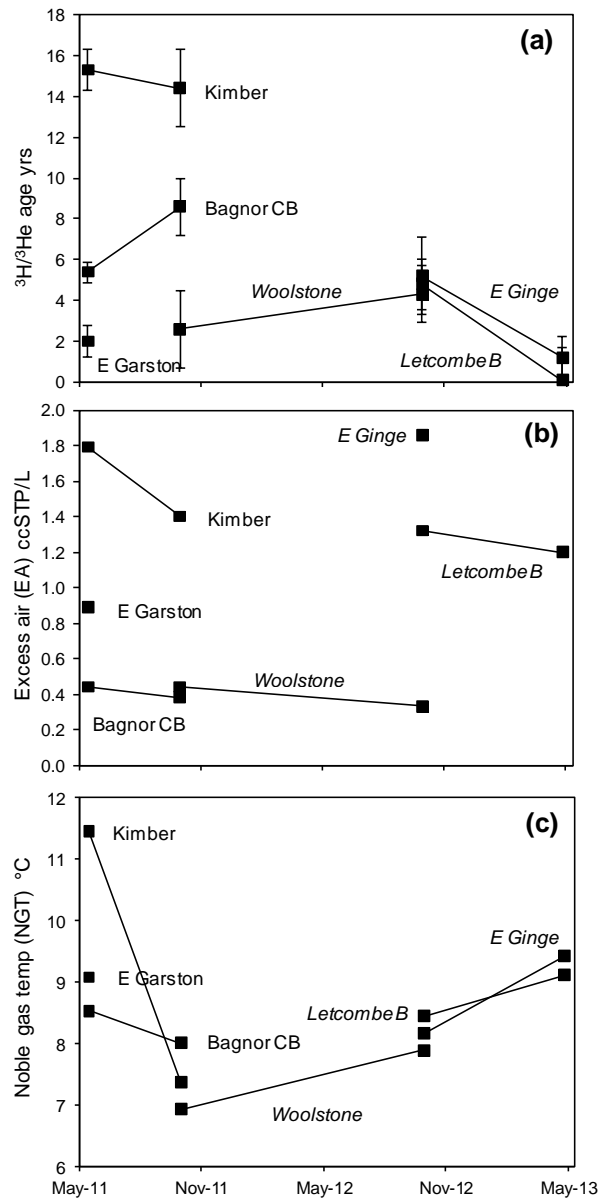 (a)
18
16
14
12
10
8
6
4
2
0
³H/³He age yrs
Kimber
Bagnor CB
Woolstone
E Ginge
E Garston
Letcombe B
(b)
2.0
1.8
1.6
1.4
1.2
1.0
0.8
0.6
0.4
0.2
0.0
Excess air (EA) ccSTP/L
E Ginge
Kimber
Letcombe B
E Garston
Woolstone
Bagnor CB
(c)
12
11
10
9
8
7
6
Noble gas temp (NGT) °C
Kimber
E Ginge
E Garston
Letcombe B
Bagnor CB
Woolstone
May-11 Nov-11 May-12 Nov-12 May-13